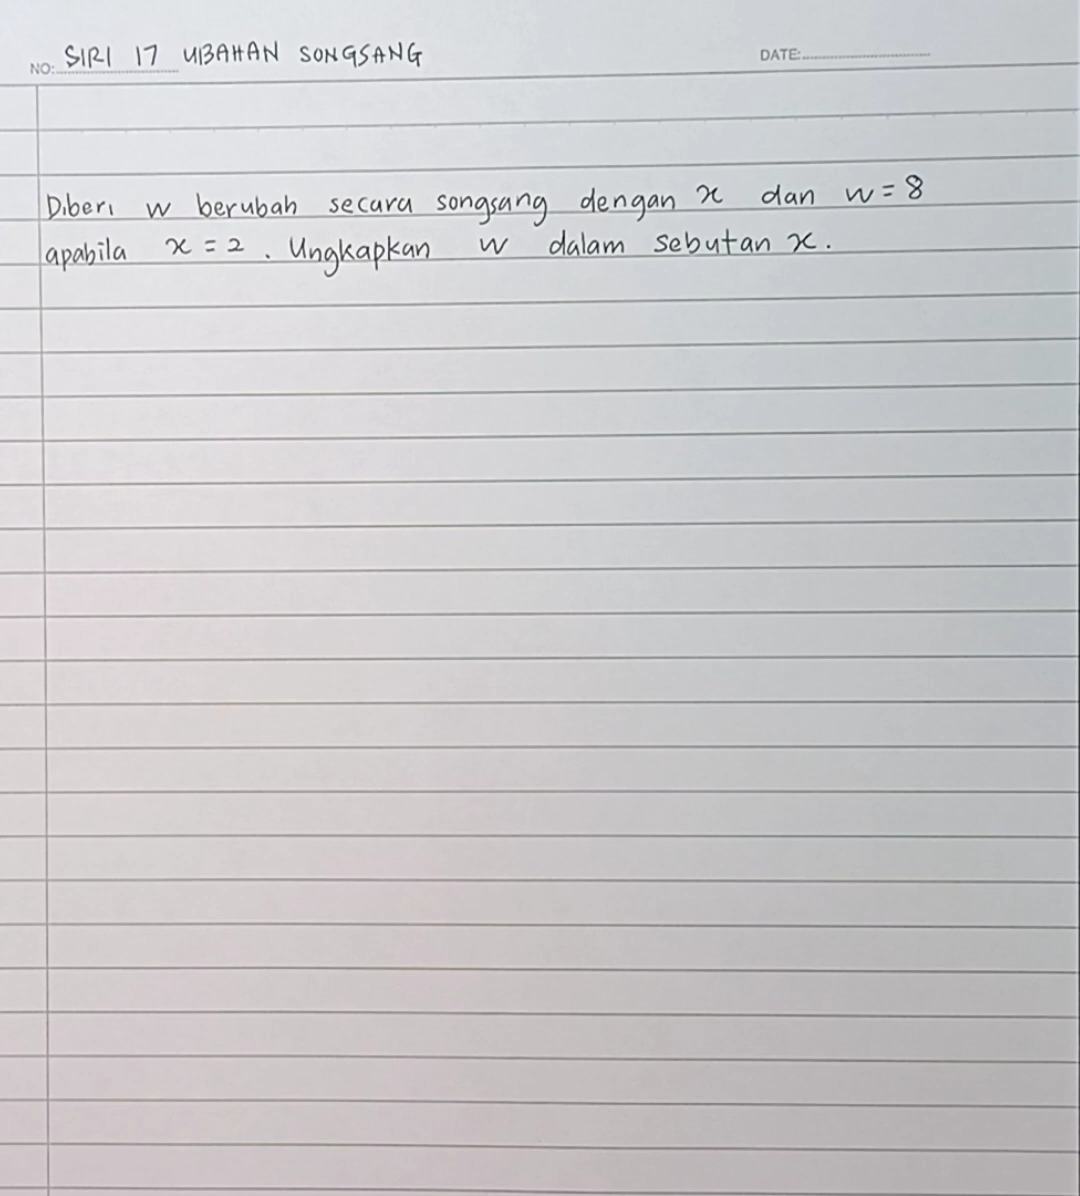 NO: SIRI 17 UBAHAN SONGSANG DATE:
Diberi w berubah secara songsang dengan x dan w = 8
apabila x = 2 . Ungkapkan w dalam sebutan x .